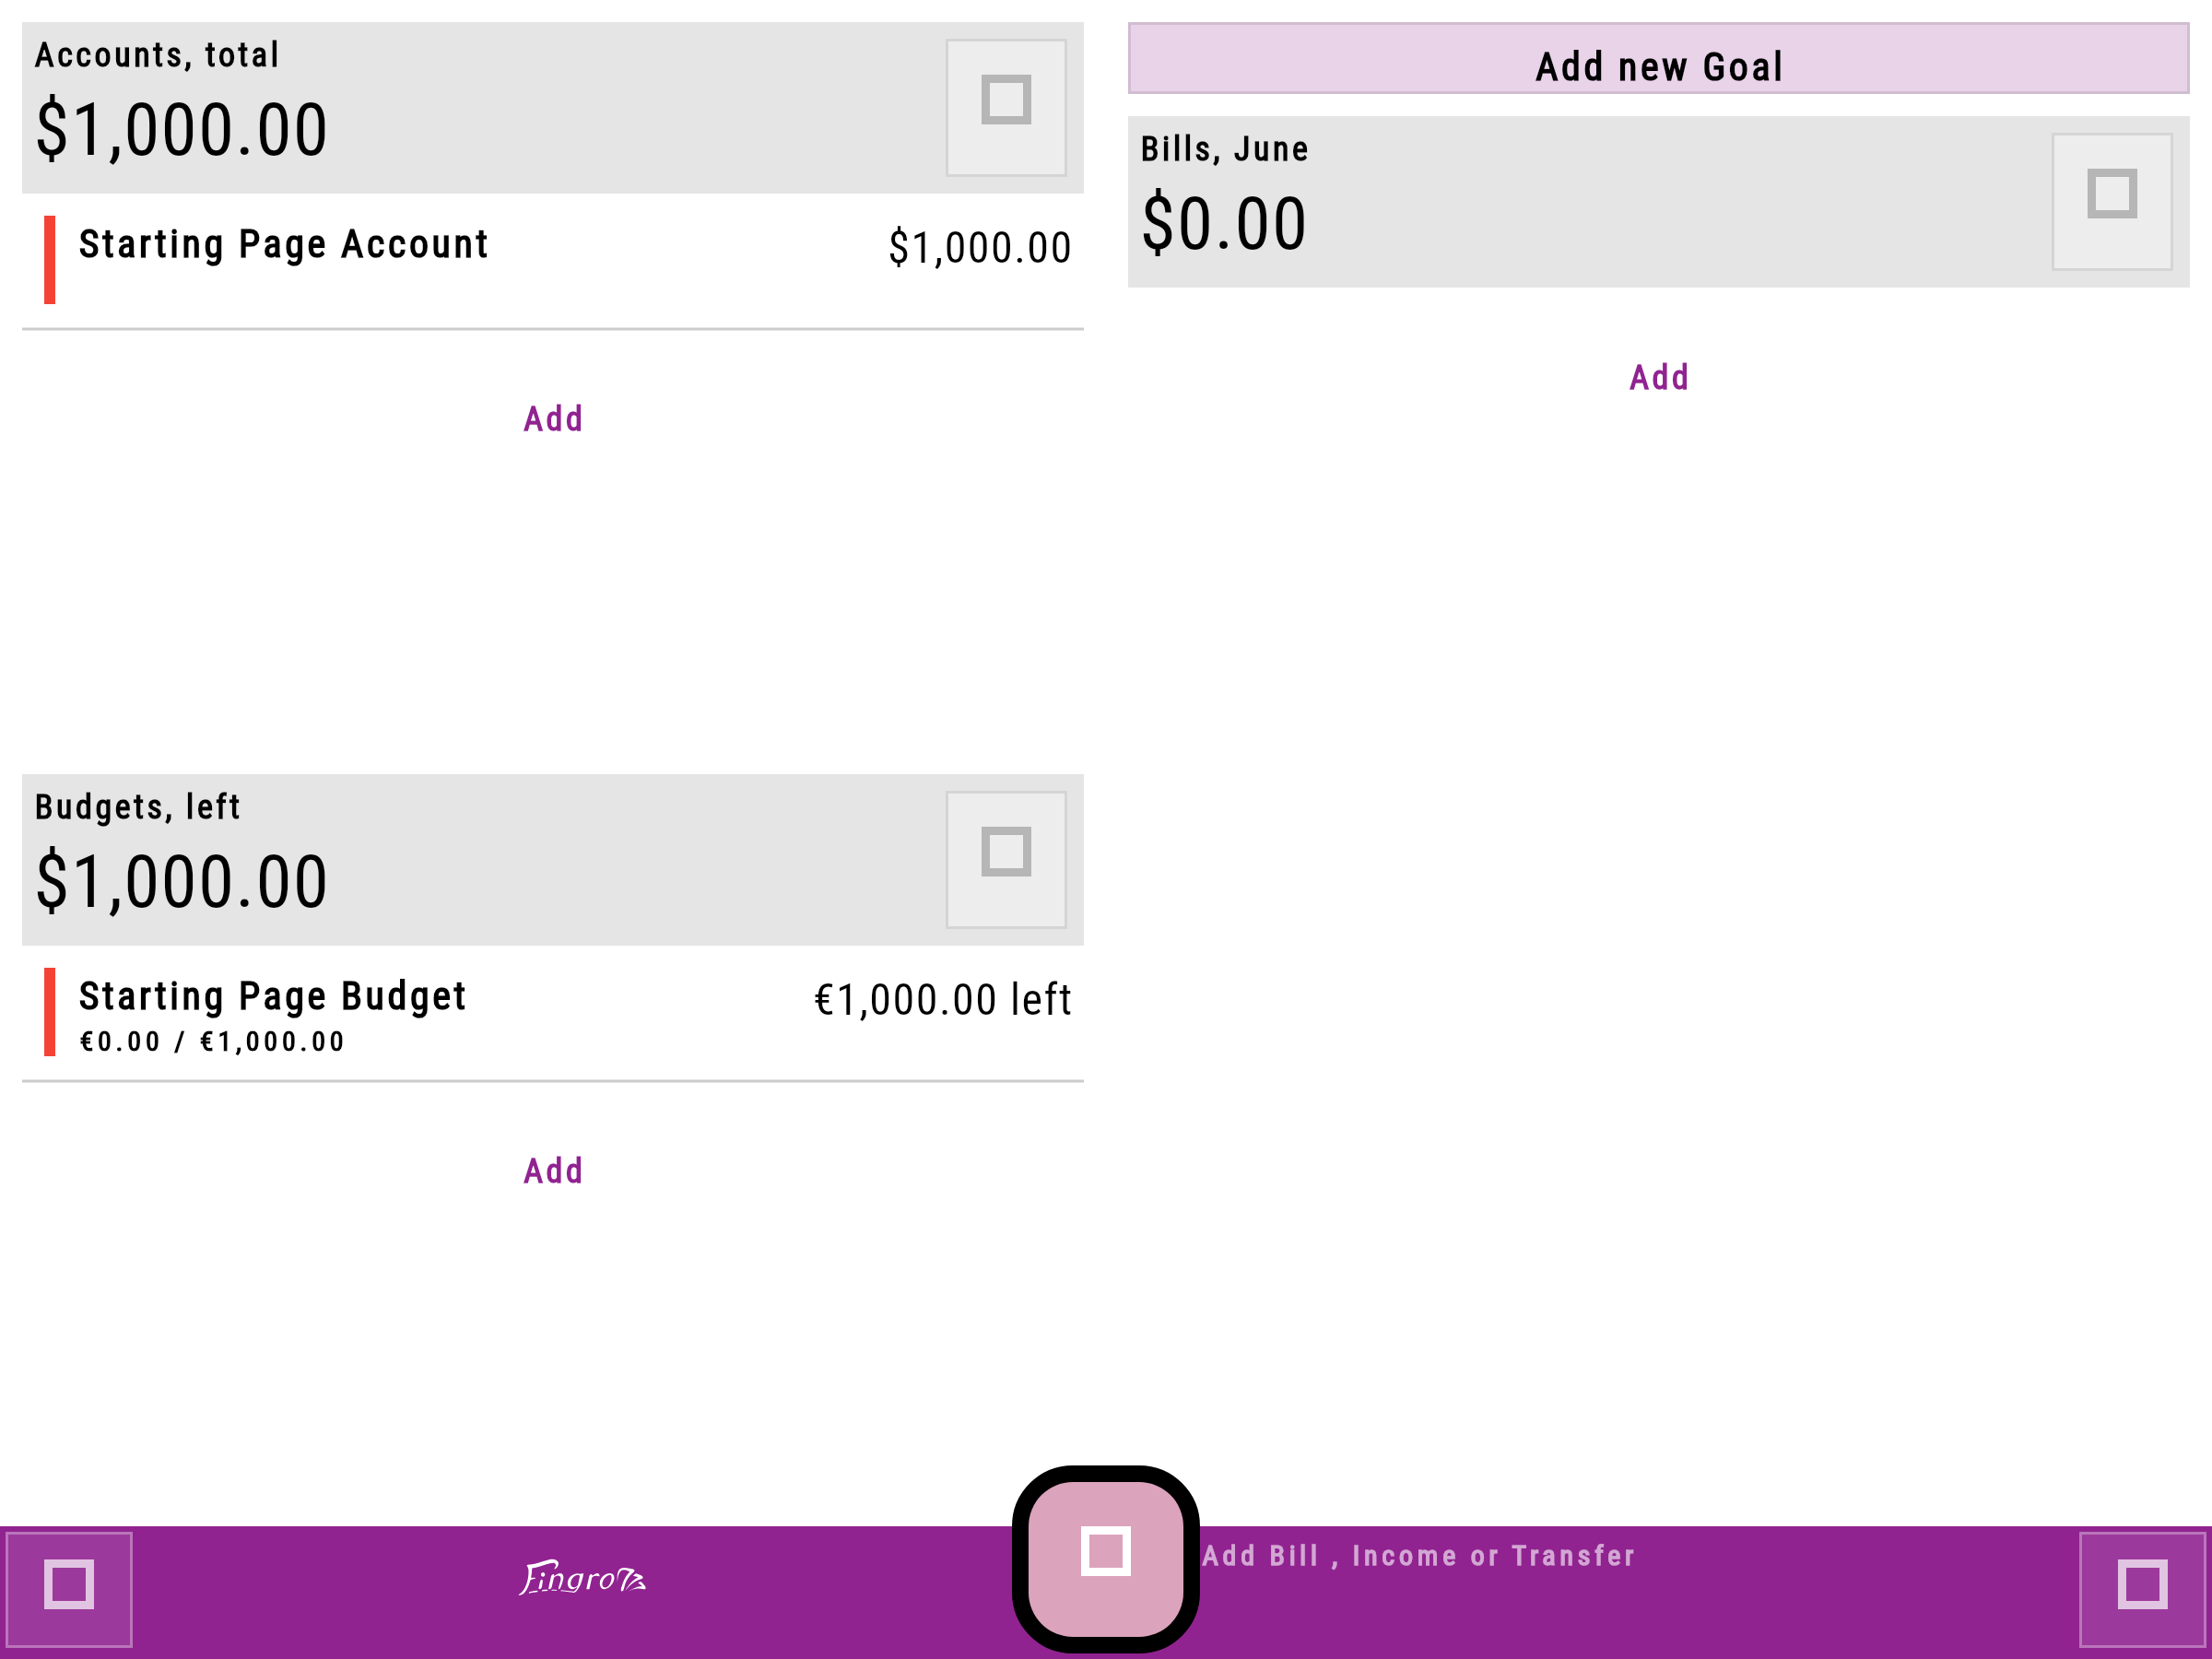 Accounts, total
$1,000.00
Starting Page Account
$1,000.00
Add
Budgets, left
$1,000.00
Starting Page Budget
€1,000.00 left
€0.00 / €1,000.00
Add
Add new Goal
Bills, June
$0.00
Add
Add Bill , Income or Transfer